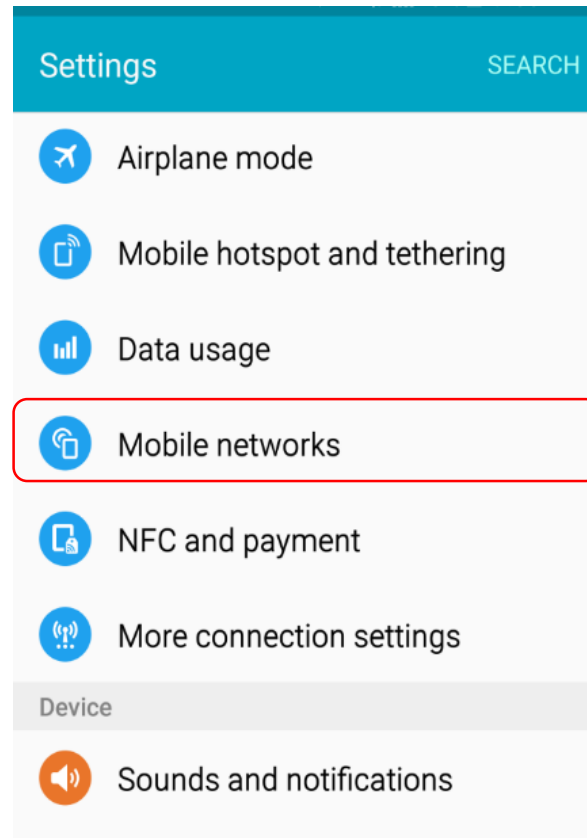 Settings
SEARCH
Airplane mode
Mobile hotspot and tethering
Data usage
Mobile networks
NFC and payment
More connection settings
Device
Sounds and notifications